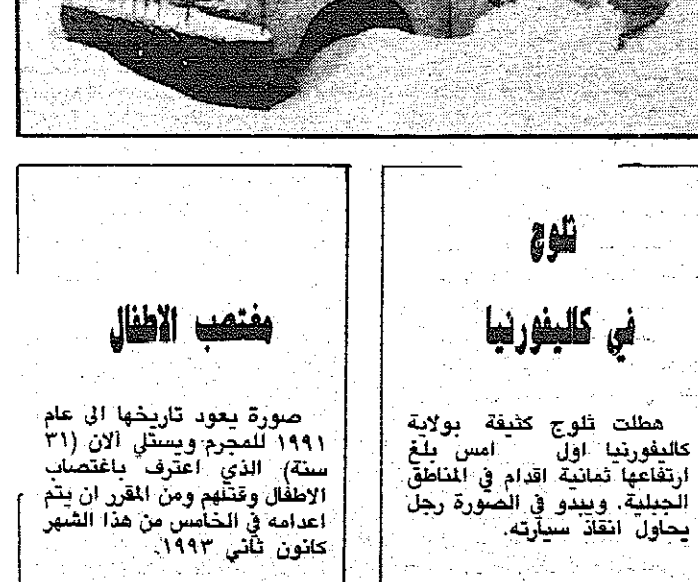 ثلوج
في كاليفورنيا
هطلت ثلوج كثيفة بولاية
كاليفورنيا اول امس بلغ
ارتفاعها ثمانية اقدام في المناطق
الجبلية. ويبدو في الصورة رجل
يحاول انقاذ سيارته.
مغتصب الاطفال
صورة يعود تاريخها الى عام
١٩٩١ للمجرم ويستلي آلان (٣١
سنة) الذي اعترف باغتصاب
الاطفال وقتلهم ومن المقرر ان يتم
اعدامه في الخامس من هذا الشهر
كانون ثاني ١٩٩٣.